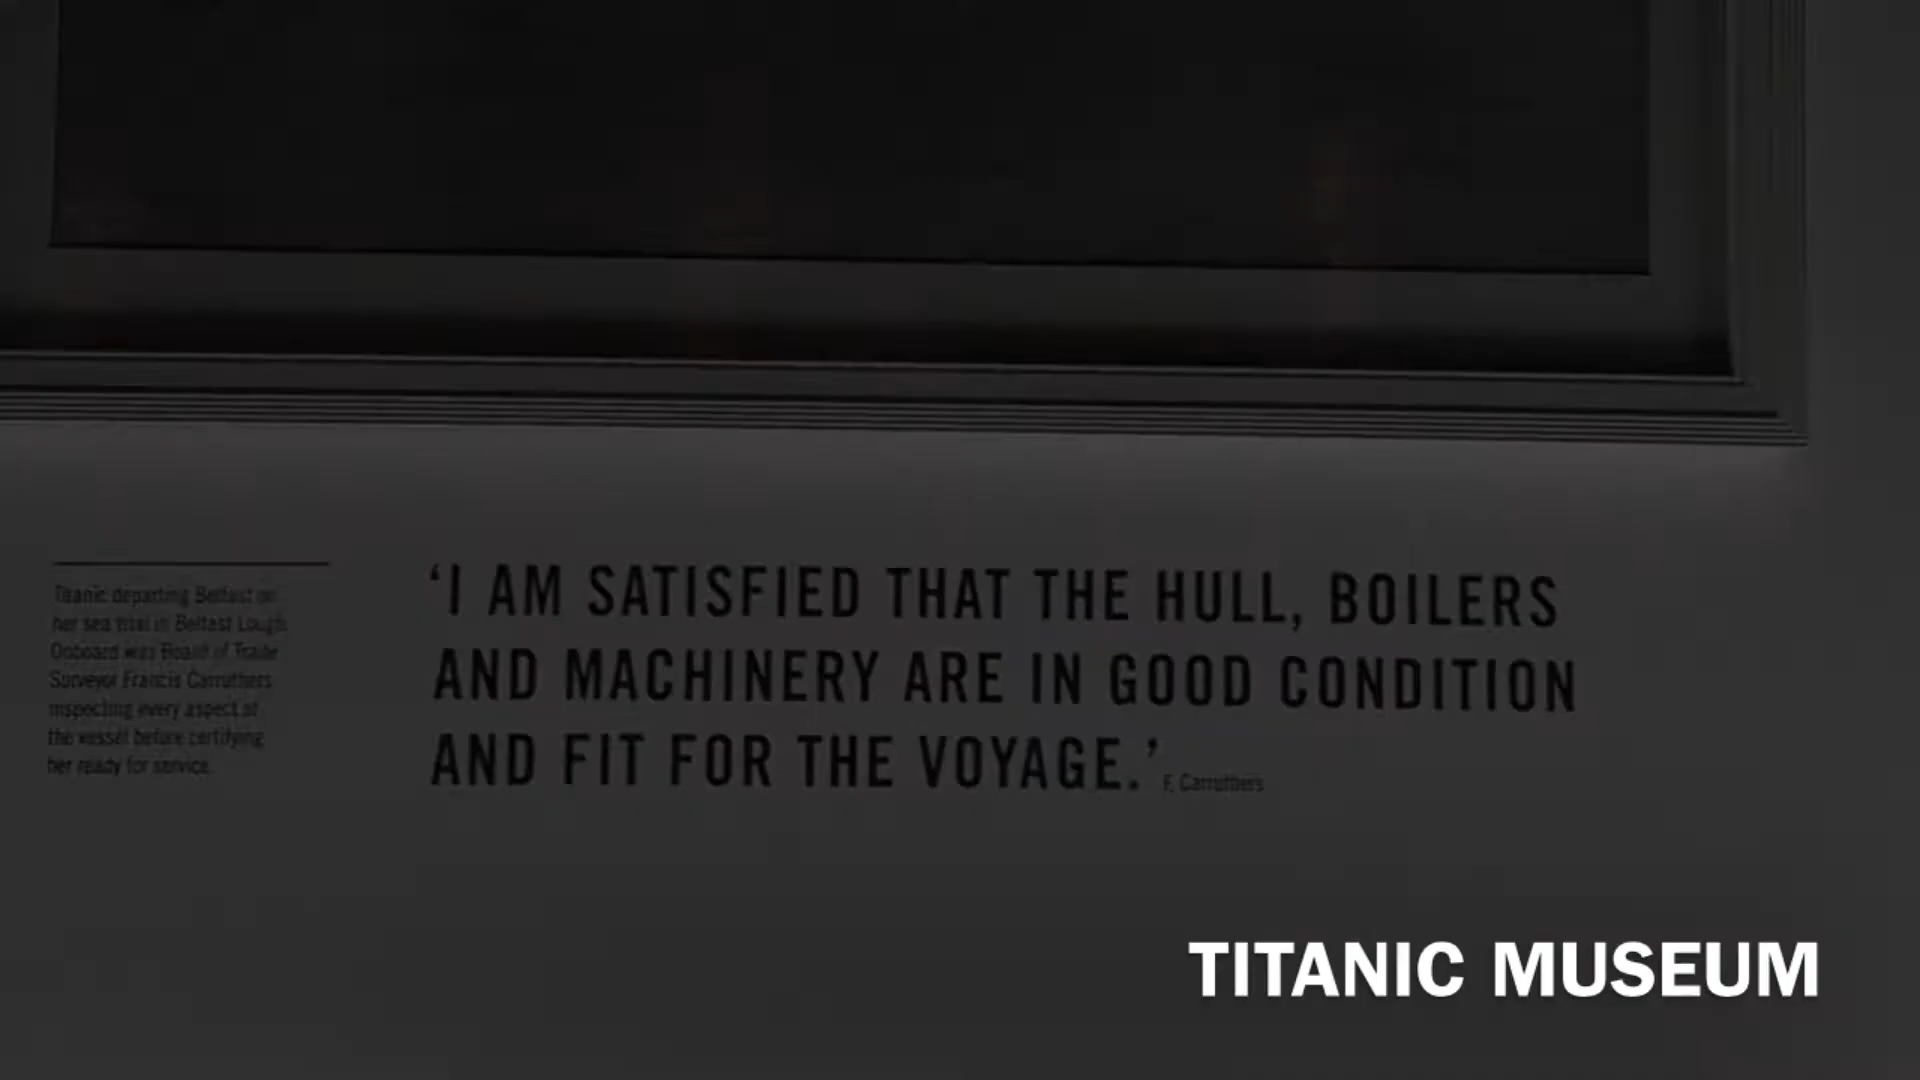 Titanic departing Belfast on
her sea trial in Belfast Lough
Onboard was Board of Trade
Surveyor Francis Carruthers
inspecting every aspect of
the vessel before certifying
her ready for service.
‘I AM SATISFIED THAT THE HULL, BOILERS
AND MACHINERY ARE IN GOOD CONDITION
AND FIT FOR THE VOYAGE.’ F. Carruthers
TITANIC MUSEUM